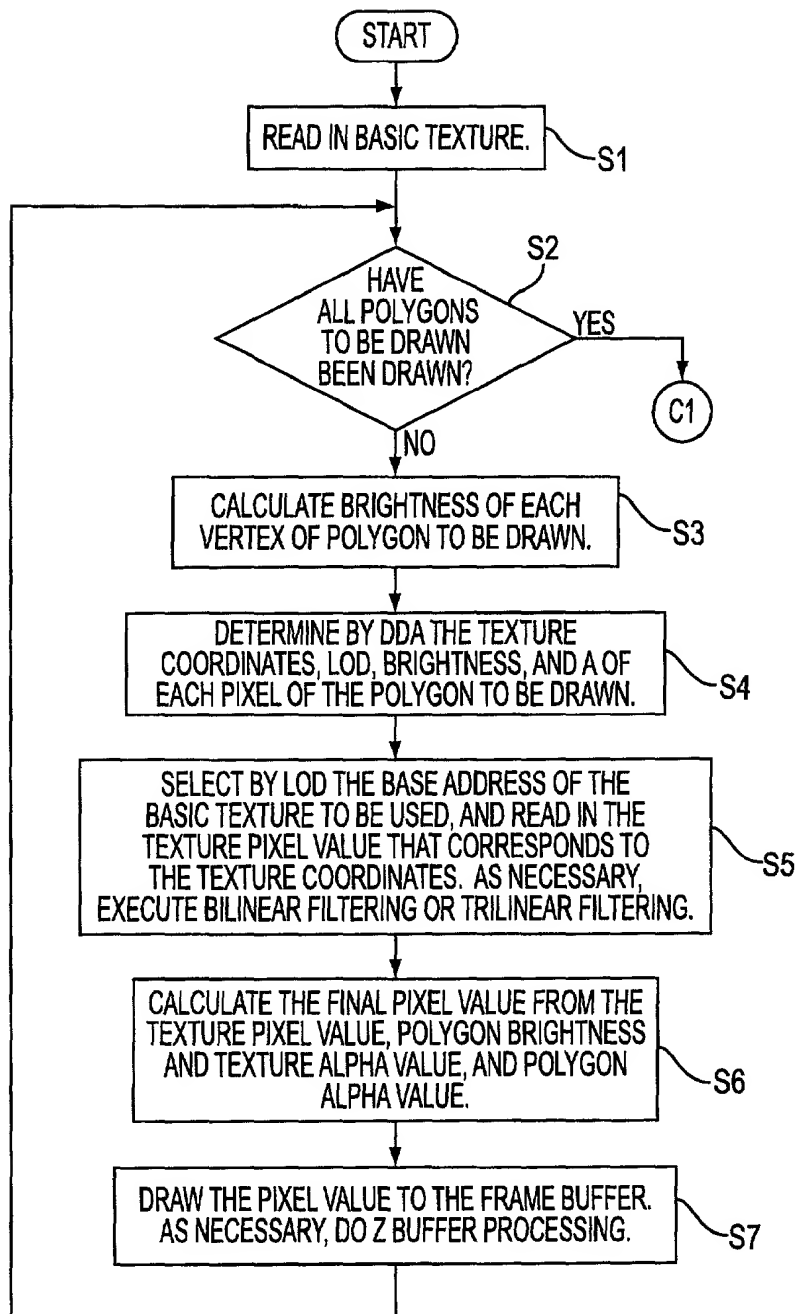 START
READ IN BASIC TEXTURE.
S1
S2
HAVE
ALL POLYGONS
TO BE DRAWN
BEEN DRAWN?
YES
C1
NO
CALCULATE BRIGHTNESS OF EACH
VERTEX OF POLYGON TO BE DRAWN.
S3
DETERMINE BY DDA THE TEXTURE
COORDINATES, LOD, BRIGHTNESS, AND A OF
EACH PIXEL OF THE POLYGON TO BE DRAWN.
S4
SELECT BY LOD THE BASE ADDRESS OF THE
BASIC TEXTURE TO BE USED, AND READ IN THE
TEXTURE PIXEL VALUE THAT CORRESPONDS TO
THE TEXTURE COORDINATES. AS NECESSARY,
EXECUTE BILINEAR FILTERING OR TRILINEAR FILTERING.
S5
CALCULATE THE FINAL PIXEL VALUE FROM THE
TEXTURE PIXEL VALUE, POLYGON BRIGHTNESS
AND TEXTURE ALPHA VALUE, AND POLYGON
ALPHA VALUE.
S6
DRAW THE PIXEL VALUE TO THE FRAME BUFFER.
AS NECESSARY, DO Z BUFFER PROCESSING.
S7